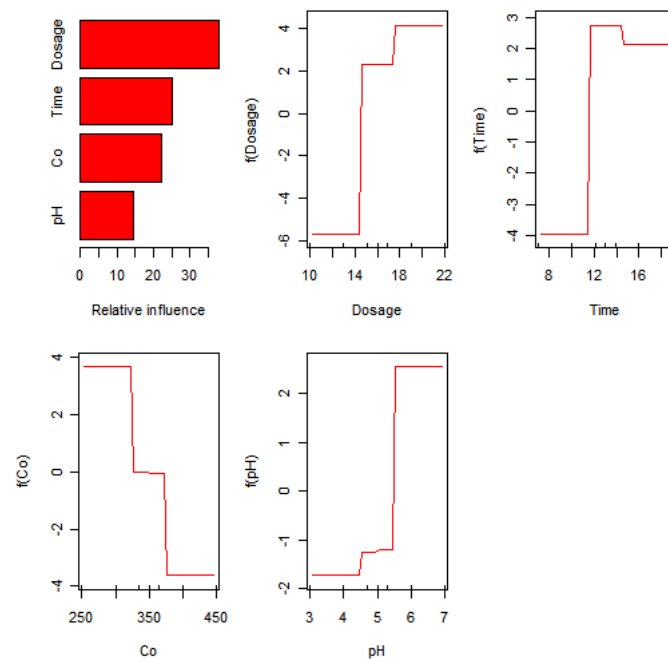 Dosage
Time
Co
pH
0 10 20 30
Relative influence
f(Dosage)
4
2
0
-2
-4
-6
10 14 18 22
Dosage
f(Time)
3
2
1
0
-1
-2
-3
-4
8 12 16
Time
f(Co)
4
2
0
-2
-4
250 350 450
Co
f(pH)
2
1
0
-1
-2
3 4 5 6 7
pH